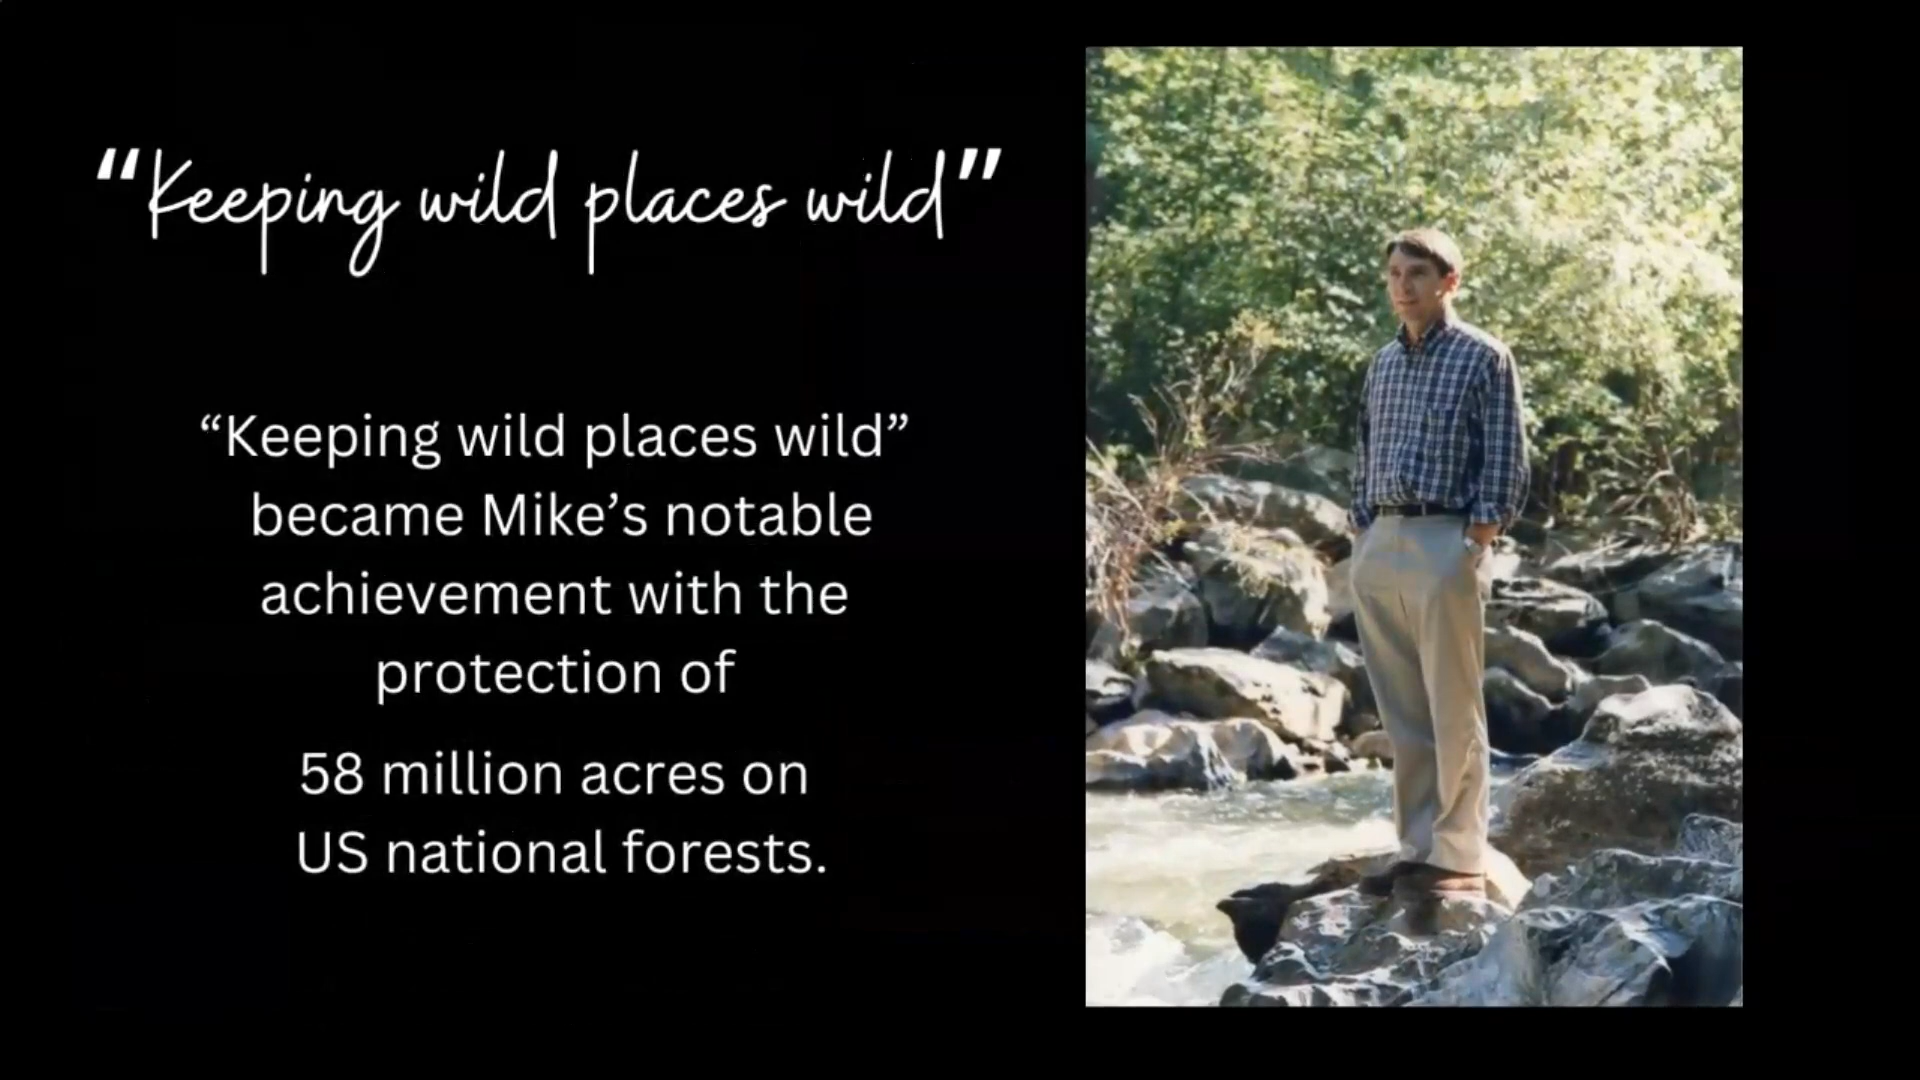 “Keeping wild places wild”
“Keeping wild places wild”
became Mike’s notable
achievement with the
protection of
58 million acres on
US national forests.